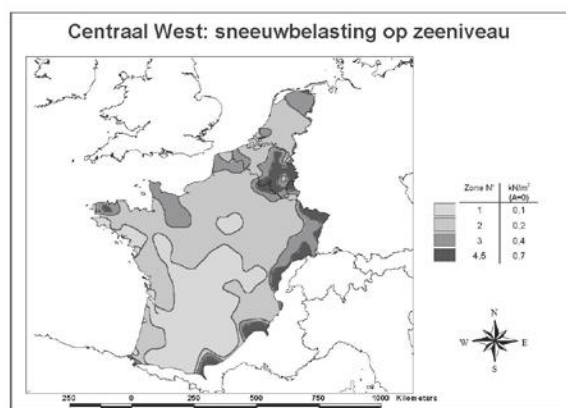 Centraal West: sneeuwbelasting op zeeniveau
Zone N° kN/m²
(A=0)
1 0,1
2 0,2
3 0,4
4,5 0,7
N
W E
S
250 0 250 500 750 1000 Kilometers